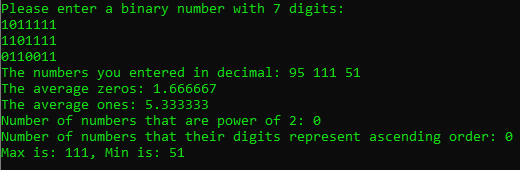 Please enter a binary number with 7 digits:
1011111
1101111
0110011
The numbers you entered in decimal: 95 111 51
The average zeros: 1.666667
The average ones: 5.333333
Number of numbers that are power of 2: 0
Number of numbers that their digits represent ascending order: 0
Max is: 111, Min is: 51